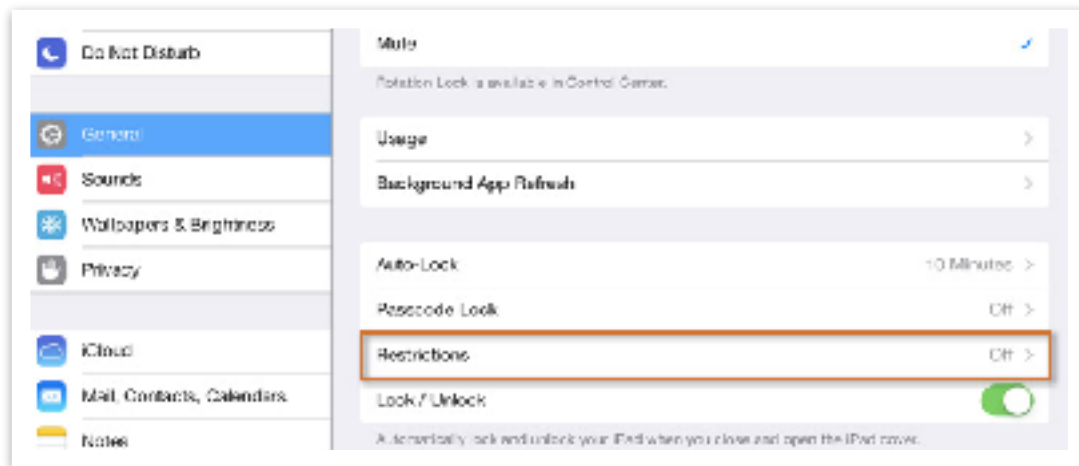 Do Not Disturb
General
Sounds
Wallpapers & Brightness
Privacy
iCloud
Mail, Contacts, Calendars
Notes
Mute
Rotation Lock is available in Control Center.
Usage
Background App Refresh
Auto-Lock 10 Minutes
Passcode Lock Off
Restrictions Off
Lock / Unlock
Automatically lock and unlock your iPad when you close and open the iPad cover.